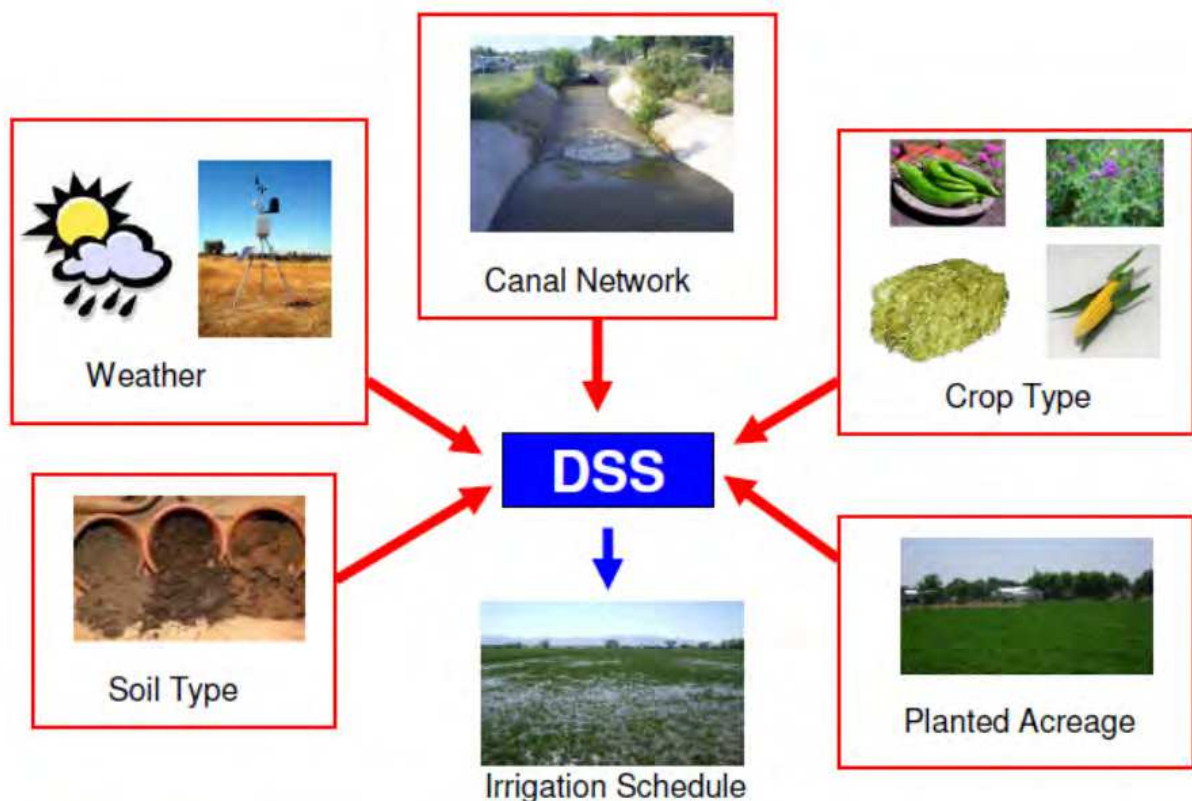 Canal Network
Weather
Crop Type
DSS
Soil Type
Planted Acreage
Irrigation Schedule